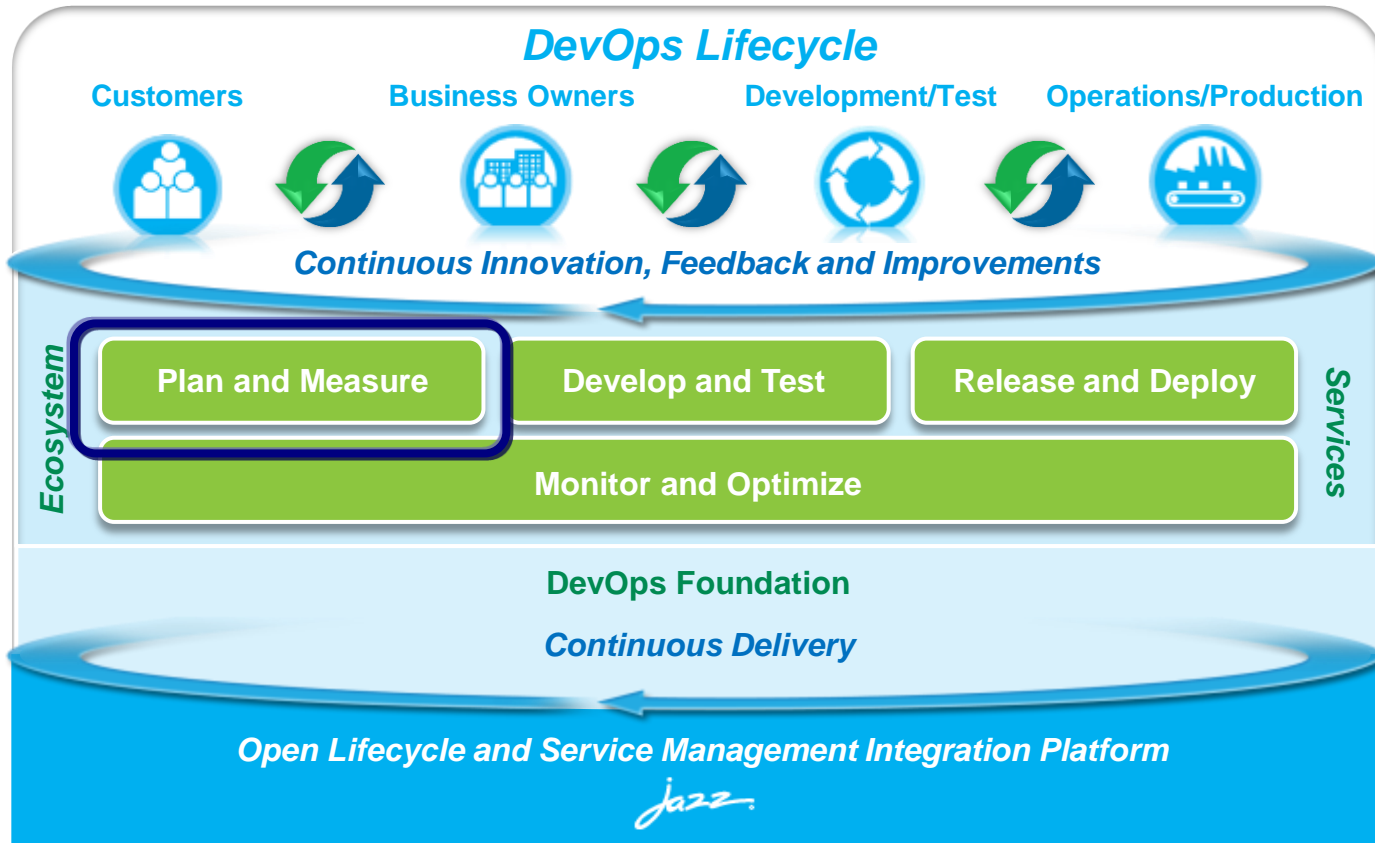 DevOps Lifecycle
Customers
Business Owners
Development/Test
Operations/Production
Continuous Innovation, Feedback and Improvements
Ecosystem
Plan and Measure
Develop and Test
Release and Deploy
Services
Monitor and Optimize
DevOps Foundation
Continuous Delivery
Open Lifecycle and Service Management Integration Platform
jazz